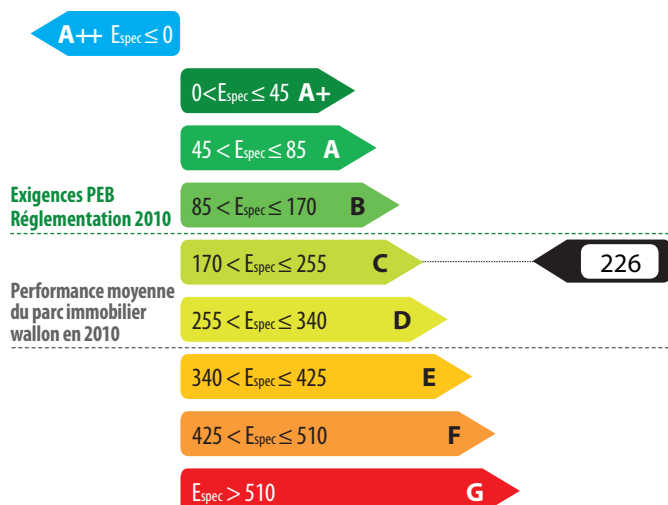 A++ Espec ≤ 0
0<Espec ≤ 45 A+
45 < Espec ≤ 85 A
Exigences PEB
Réglementation 2010
85 < Espec ≤ 170 B
170 < Espec ≤ 255 C
226
Performance moyenne
du parc immobilier
wallon en 2010
255 < Espec ≤ 340 D
340 < Espec ≤ 425 E
425 < Espec ≤ 510 F
Espec > 510 G